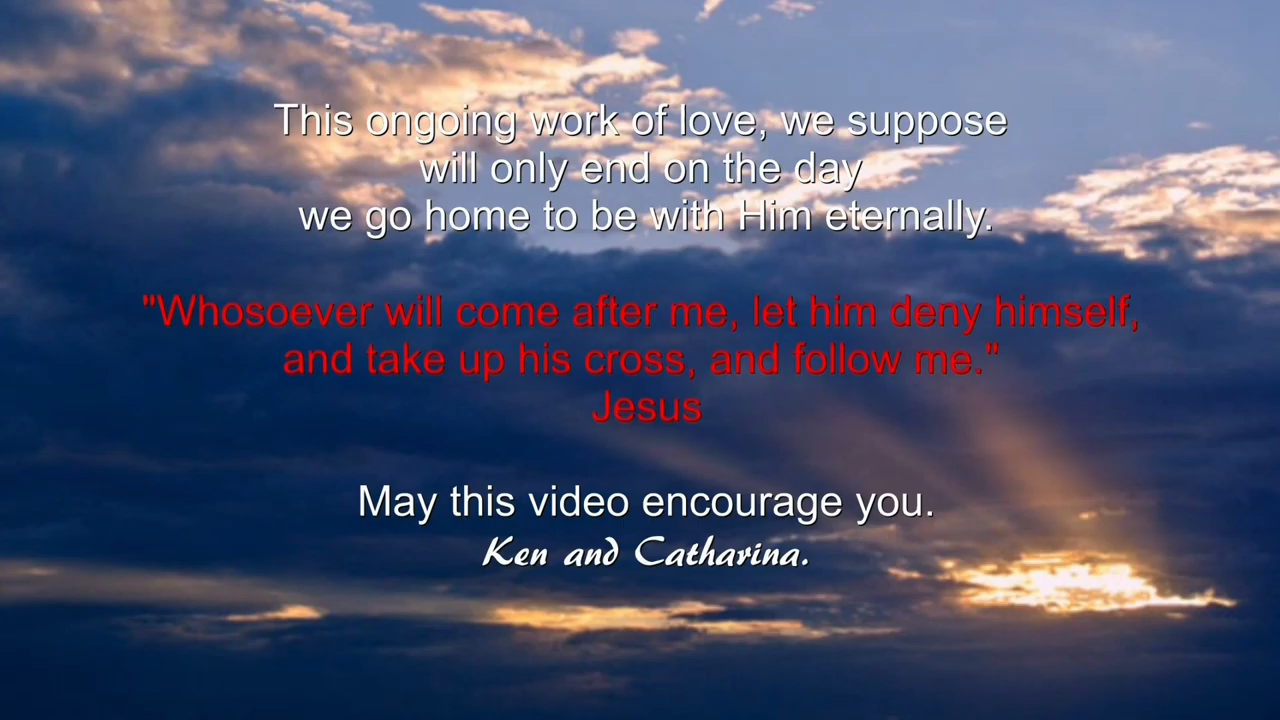 This ongoing work of love, we suppose
will only end on the day
we go home to be with Him eternally.
"Whosoever will come after me, let him deny himself,
and take up his cross, and follow me."
Jesus
May this video encourage you.
Ken and Catharina.